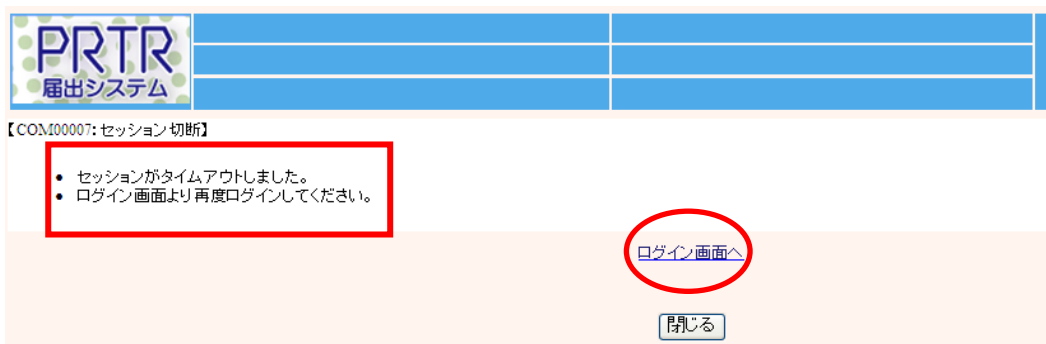 PRTR
届出システム
【COM00007:セッション切断】
• セッションがタイムアウトしました。
• ログイン画面より再度ログインしてください。
ログイン画面へ
閉じる